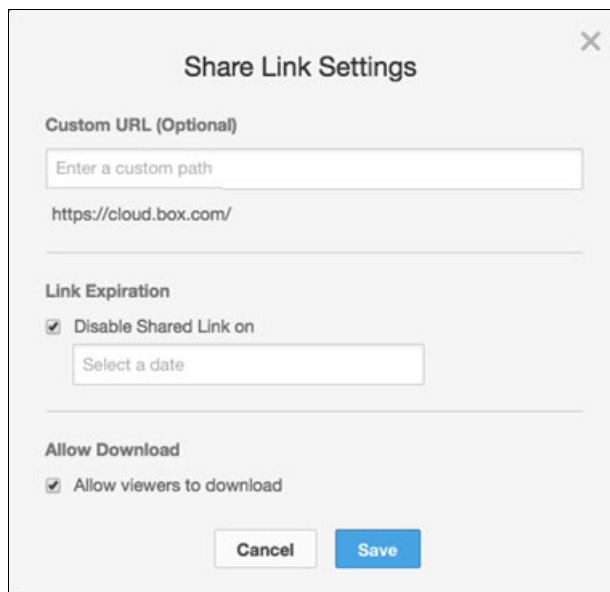 Share Link Settings
Custom URL (Optional)
Enter a custom path
https://cloud.box.com/
Link Expiration
Disable Shared Link on
Select a date
Allow Download
Allow viewers to download
Cancel Save